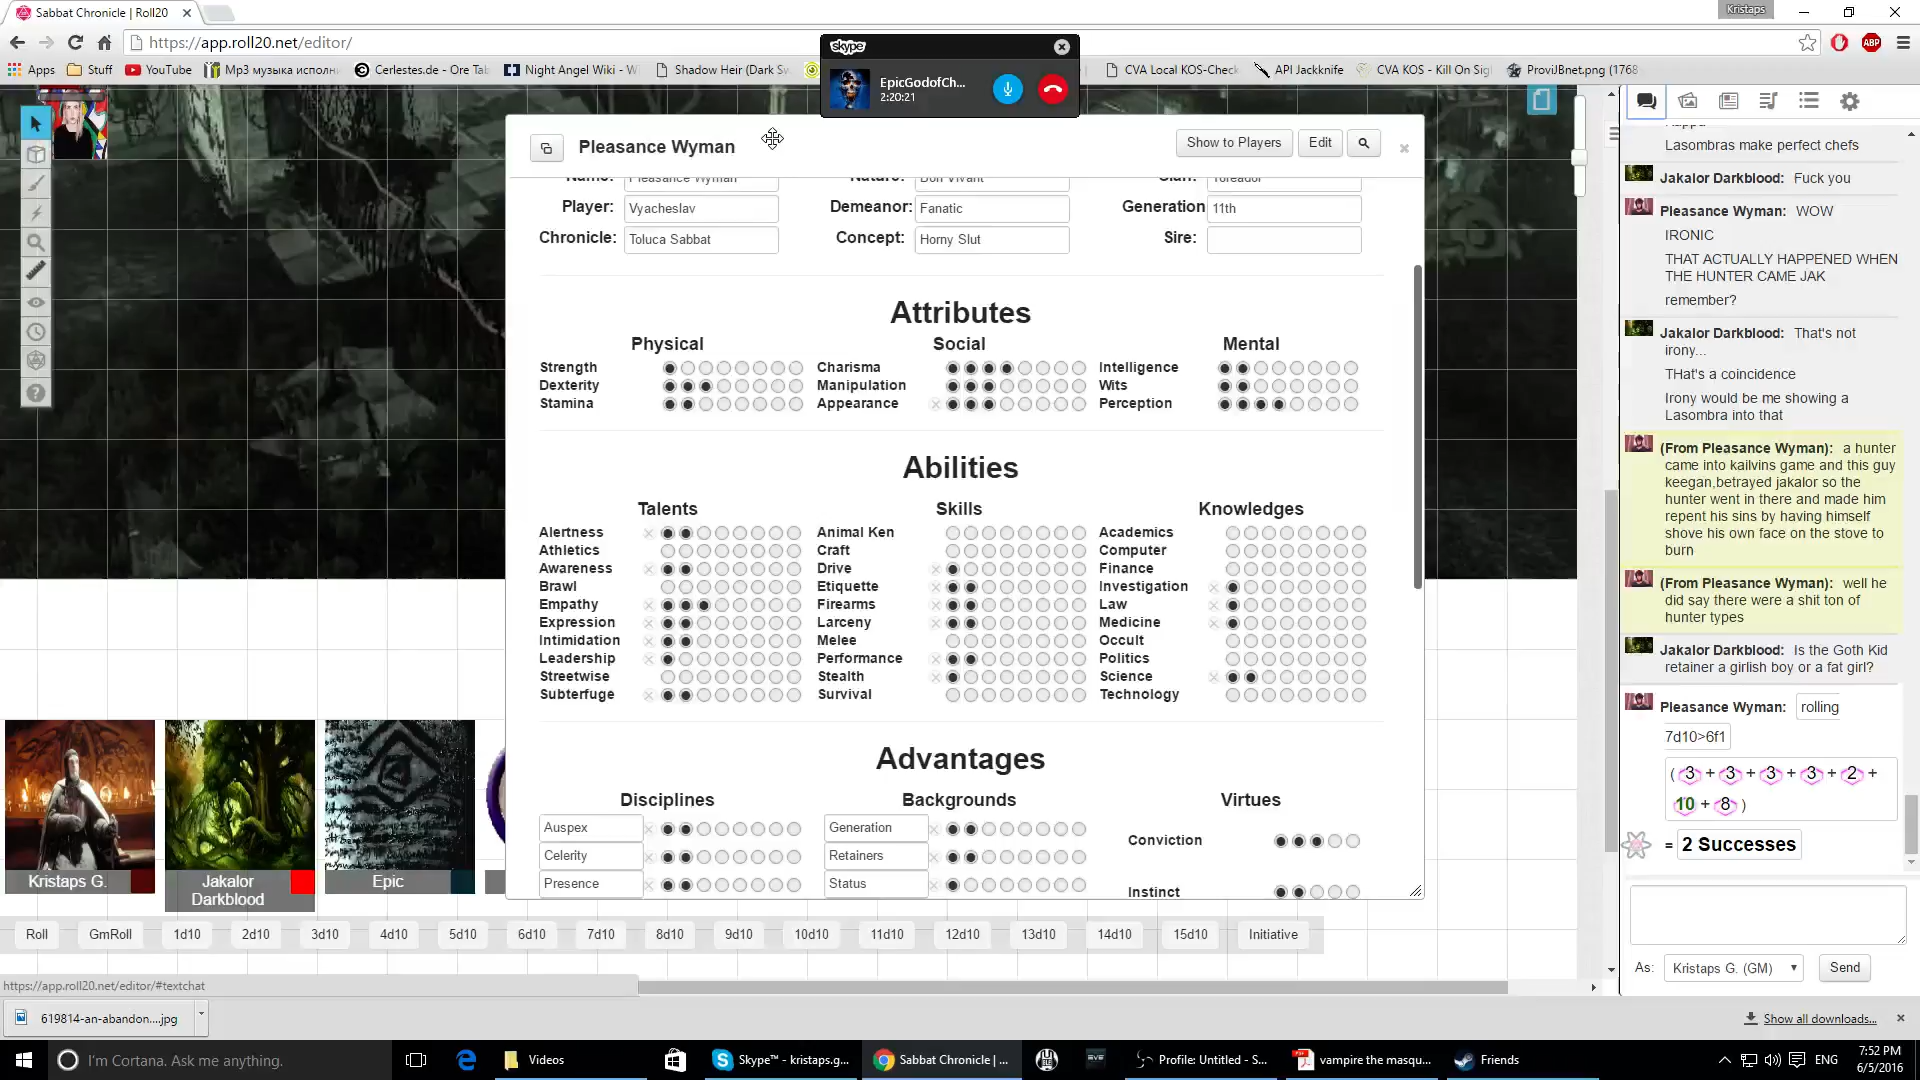 Sabbat Chronicle | Roll20
Kristaps
https://app.roll20.net/editor/
Apps
Stuff
YouTube
Mp3 музыка исполни
Cerlestes.de - Ore Tab
Night Angel Wiki - W
Shadow Heir (Dark Sw
CVA Local KOS-Check
API Jackknife
CVA KOS - Kill On Sigl
ProviJBnet.png (1768
ABP
skype
EpicGodofCh...
2:20:21
Pleasance Wyman
Show to Players
Edit
Name: Pleasance Wyman
Nature: Bon Vivant
Clan: Toreador
Player: Vyacheslav
Demeanor: Fanatic
Generation 11th
Chronicle: Toluca Sabbat
Concept: Horny Slut
Sire:
Attributes
Physical
Social
Mental
Strength
Charisma
Intelligence
Dexterity
Manipulation
Wits
Stamina
Appearance
Perception
Abilities
Talents
Skills
Knowledges
Alertness
Animal Ken
Academics
Athletics
Craft
Computer
Awareness
Drive
Finance
Brawl
Etiquette
Investigation
Empathy
Firearms
Law
Expression
Larceny
Medicine
Intimidation
Melee
Occult
Leadership
Performance
Politics
Streetwise
Stealth
Science
Subterfuge
Survival
Technology
Advantages
Disciplines
Backgrounds
Virtues
Auspex
Generation
Conviction
Celerity
Retainers
Presence
Status
Instinct
Lasombras make perfect chefs
Jakalor Darkblood: Fuck you
Pleasance Wyman: WOW
IRONIC
THAT ACTUALLY HAPPENED WHEN
THE HUNTER CAME JAK
remember?
Jakalor Darkblood: That's not
irony...
THat's a coincidence
Irony would be me showing a
Lasombra into that
(From Pleasance Wyman): a hunter
came into kailvins game and this guy
keegan,betrayed jakalor so the
hunter went in there and made him
repent his sins by having himself
shove his own face on the stove to
burn
(From Pleasance Wyman): well he
did say there were a shit ton of
hunter types
Jakalor Darkblood: Is the Goth Kid
retainer a girlish boy or a fat girl?
Pleasance Wyman: rolling
7d10>6f1
(3 + 3 + 3 + 3 + 2 +
10 + 8)
= 2 Successes
As: Kristaps G. (GM)
Send
Kristaps G.
Jakalor
Darkblood
Epic
Roll
GmRoll
1d10
2d10
3d10
4d10
5d10
6d10
7d10
8d10
9d10
10d10
11d10
12d10
13d10
14d10
15d10
Initiative
https://app.roll20.net/editor/#textchat
619814-an-abandon....jpg
Show all downloads...
I'm Cortana. Ask me anything.
Videos
Skype™ - kristaps.g...
Sabbat Chronicle | ...
EVE
Profile: Untitled - S...
vampire the masqu...
Friends
ENG
7:52 PM
6/5/2016